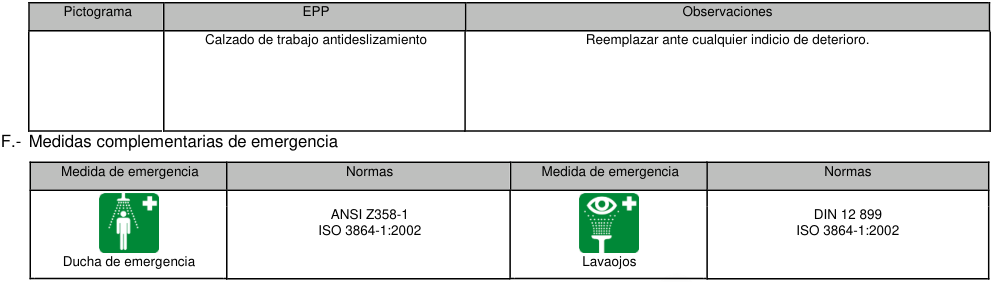 Pictograma EPP Observaciones
Calzado de trabajo antideslizamiento Reemplazar ante cualquier indicio de deterioro.
F.- Medidas complementarias de emergencia
Medida de emergencia Normas Medida de emergencia Normas
ANSI Z358-1 DIN 12 899
ISO 3864-1:2002 ISO 3864-1:2002
Ducha de emergencia Lavaojos